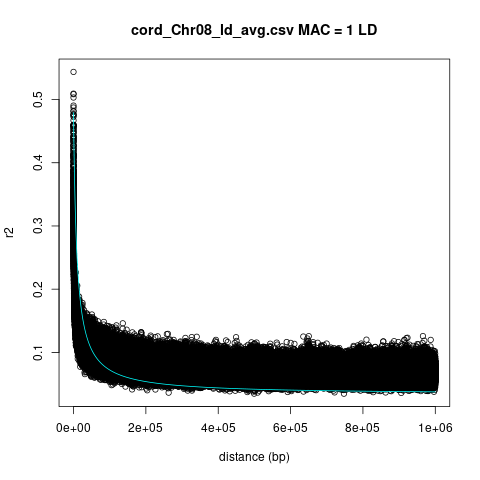 cord_Chr08_ld_avg.csv MAC = 1 LD
r2
0.5
0.4
0.3
0.2
0.1
0e+00 2e+05 4e+05 6e+05 8e+05 1e+06
distance (bp)